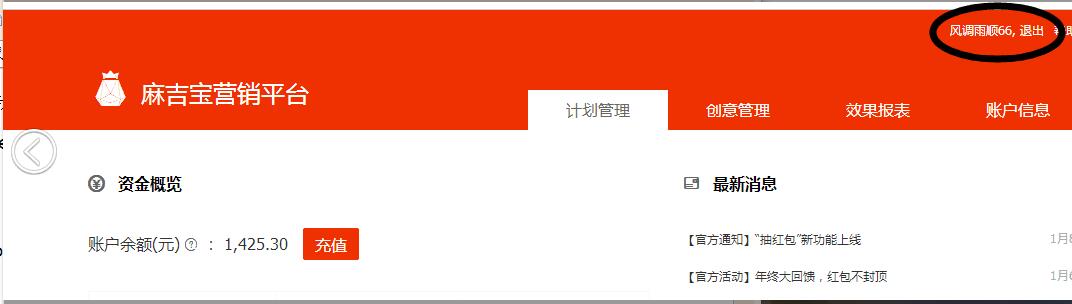 风调雨顺66, 退出
麻吉宝营销平台
计划管理 创意管理 效果报表 账户信息
资金概览
最新消息
账户余额(元) ? : 1,425.30 充值
【官方通知】“抽红包”新功能上线 1月
【官方活动】年终大回馈，红包不封顶 1月